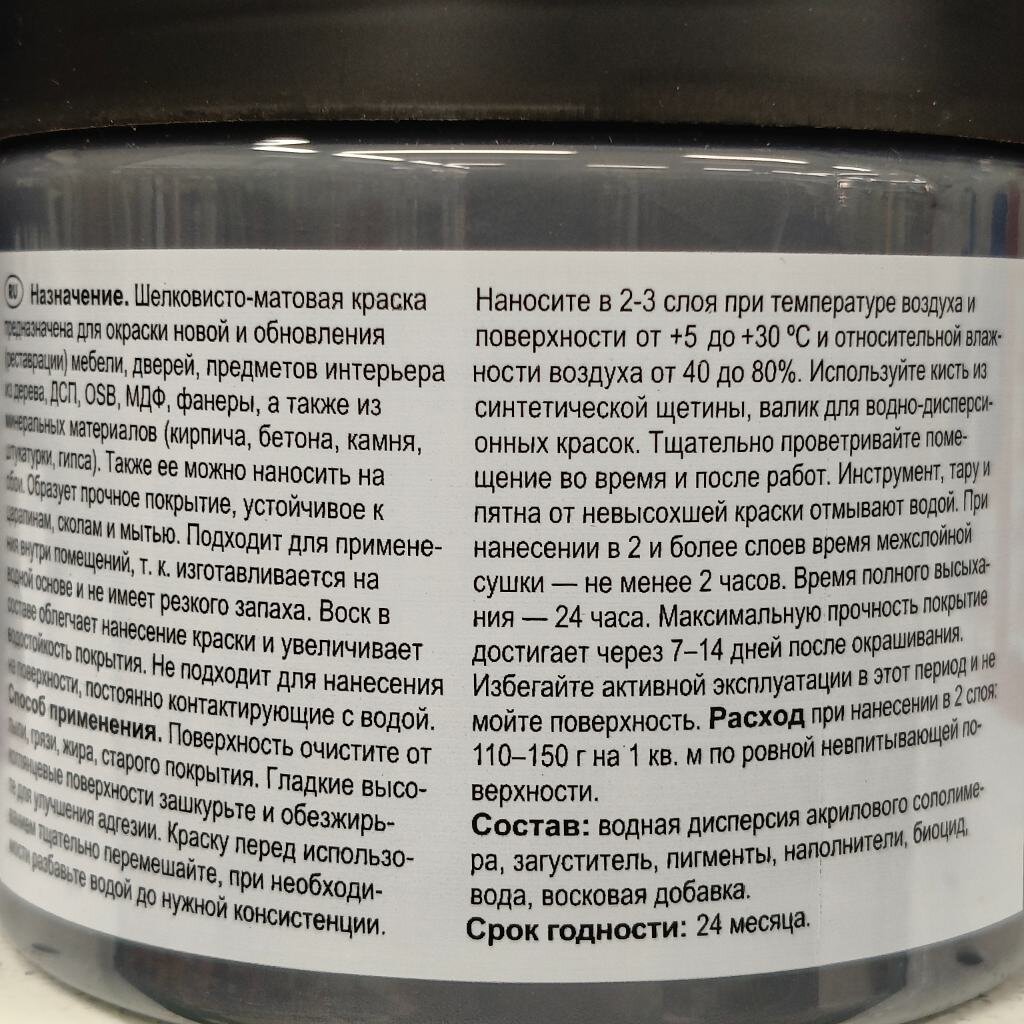 RU Назначение. Шелковисто-матовая краска
предназначена для окраски новой и обновления
(реставрации) мебели, дверей, предметов интерьера
из дерева, ДСП, OSB, МДФ, фанеры, а также из
минеральных материалов (кирпича, бетона, камня,
штукатурки, гипса). Также ее можно наносить на
обои. Образует прочное покрытие, устойчивое к
царапинам, сколам и мытью. Подходит для примене-
ния внутри помещений, т. к. изготавливается на
водной основе и не имеет резкого запаха. Воск в
составе облегчает нанесение краски и увеличивает
водостойкость покрытия. Не подходит для нанесения
на поверхности, постоянно контактирующие с водой.
Способ применения. Поверхность очистите от
пыли, грязи, жира, старого покрытия. Гладкие высо-
коглянцевые поверхности зашкурьте и обезжирь-
те для улучшения адгезии. Краску перед использо-
ванием тщательно перемешайте, при необходи-
мости разбавьте водой до нужной консистенции.
Наносите в 2-3 слоя при температуре воздуха и
поверхности от +5 до +30 ºС и относительной влаж-
ности воздуха от 40 до 80%. Используйте кисть из
синтетической щетины, валик для водно-дисперси-
онных красок. Тщательно проветривайте поме-
щение во время и после работ. Инструмент, тару и
пятна от невысохшей краски отмывают водой. При
нанесении в 2 и более слоев время межслойной
сушки — не менее 2 часов. Время полного высыха-
ния — 24 часа. Максимальную прочность покрытие
достигает через 7–14 дней после окрашивания.
Избегайте активной эксплуатации в этот период и не
мойте поверхность. Расход при нанесении в 2 слоя:
110–150 г на 1 кв. м по ровной невпитывающей по-
верхности.
Состав: водная дисперсия акрилового сополиме-
ра, загуститель, пигменты, наполнители, биоцид,
вода, восковая добавка.
Срок годности: 24 месяца.